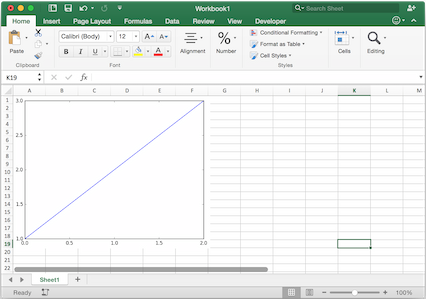 Workbook1
Search Sheet
Home Insert Page Layout Formulas Data Review View Developer
Paste
Calibri (Body) 12 A A
B I U A
Alignment
%
Number
Conditional Formatting
Format as Table
Cell Styles
Cells
Editing
Clipboard Font Styles
K19 fx
A B C D E F G H I J K L M
1
2
3
4
5
6
7
8
9
10
11
12
13
14
15
16
17
18
19
20
22
3.0
2.5
2.0
1.5
1.0
0.0 0.5 1.0 1.5 2.0
Sheet1 +
Ready
100%